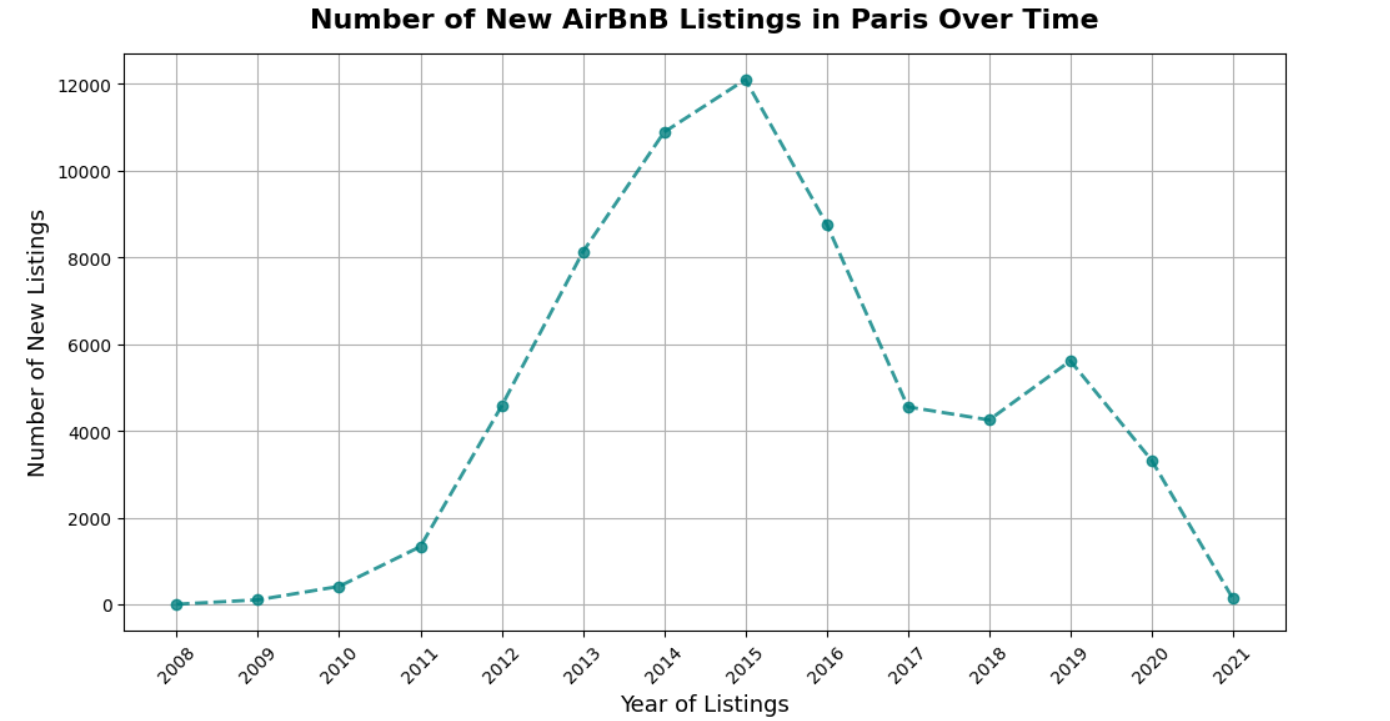 Number of New AirBnB Listings in Paris Over Time
Number of New Listings
12000
10000
8000
6000
4000
2000
0
2008 2009 2010 2011 2012 2013 2014 2015 2016 2017 2018 2019 2020 2021
Year of Listings